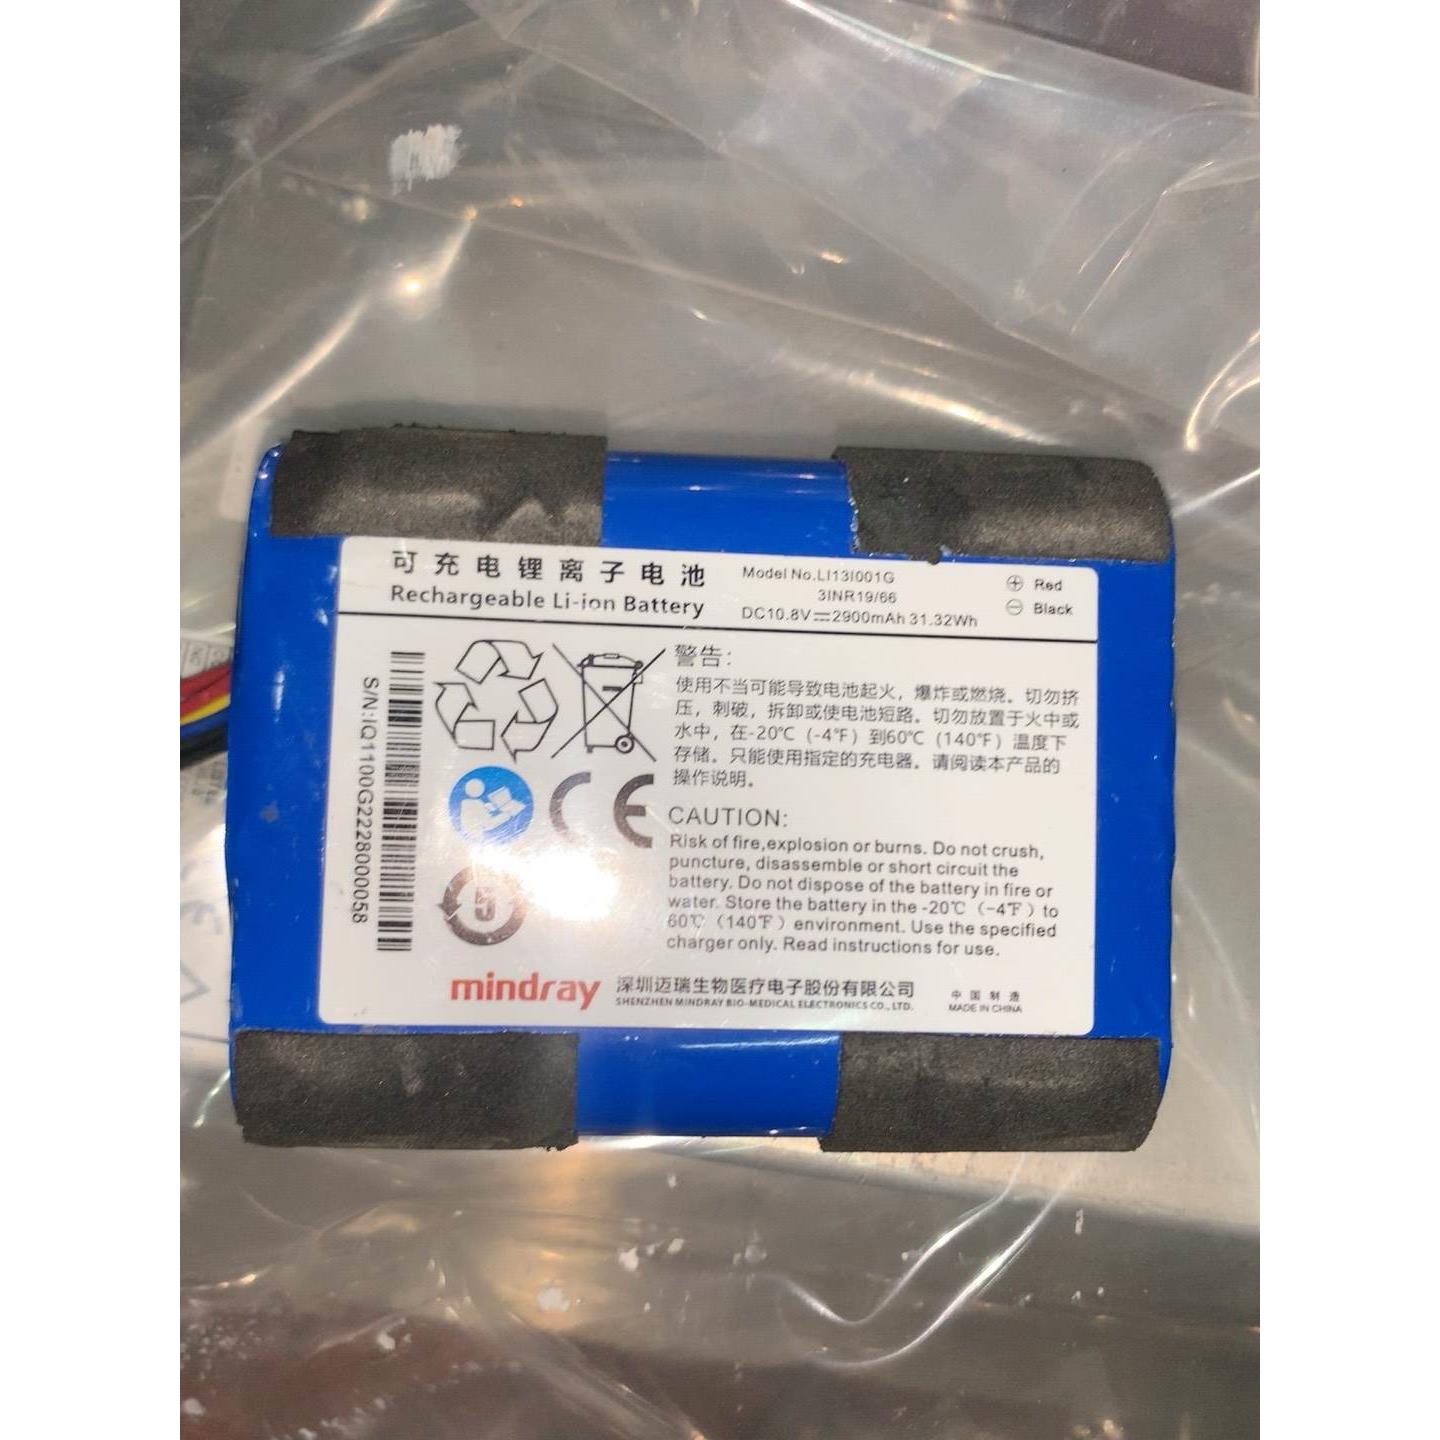 可充电锂离子电池
Rechargeable Li-ion Battery
Model No.LI13I001G
3INR19/66
DC10.8V⎓2900mAh 31.32Wh
⊕ Red
⊖ Black
S/N:IQ1100G2228000058
警告：
使用不当可能导致电池起火，爆炸或燃烧。切勿挤
压，刺破，拆卸或使电池短路。切勿放置于火中或
水中，在-20℃（-4℉）到60℃（140℉）温度下
存储。只能使用指定的充电器。请阅读本产品的
操作说明。
CE
5
CAUTION:
Risk of fire,explosion or burns. Do not crush,
puncture, disassemble or short circuit the
battery. Do not dispose of the battery in fire or
water. Store the battery in the -20℃（-4℉）to
60℃（140℉）environment. Use the specified
charger only. Read instructions for use.
mindray
深圳迈瑞生物医疗电子股份有限公司
SHENZHEN MINDRAY BIO-MEDICAL ELECTRONICS CO., LTD.
中国制造
MADE IN CHINA